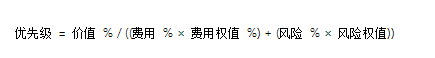 优先级 = 价值 % / ((费用 % × 费用权值 %) + (风险 % × 风险权值))